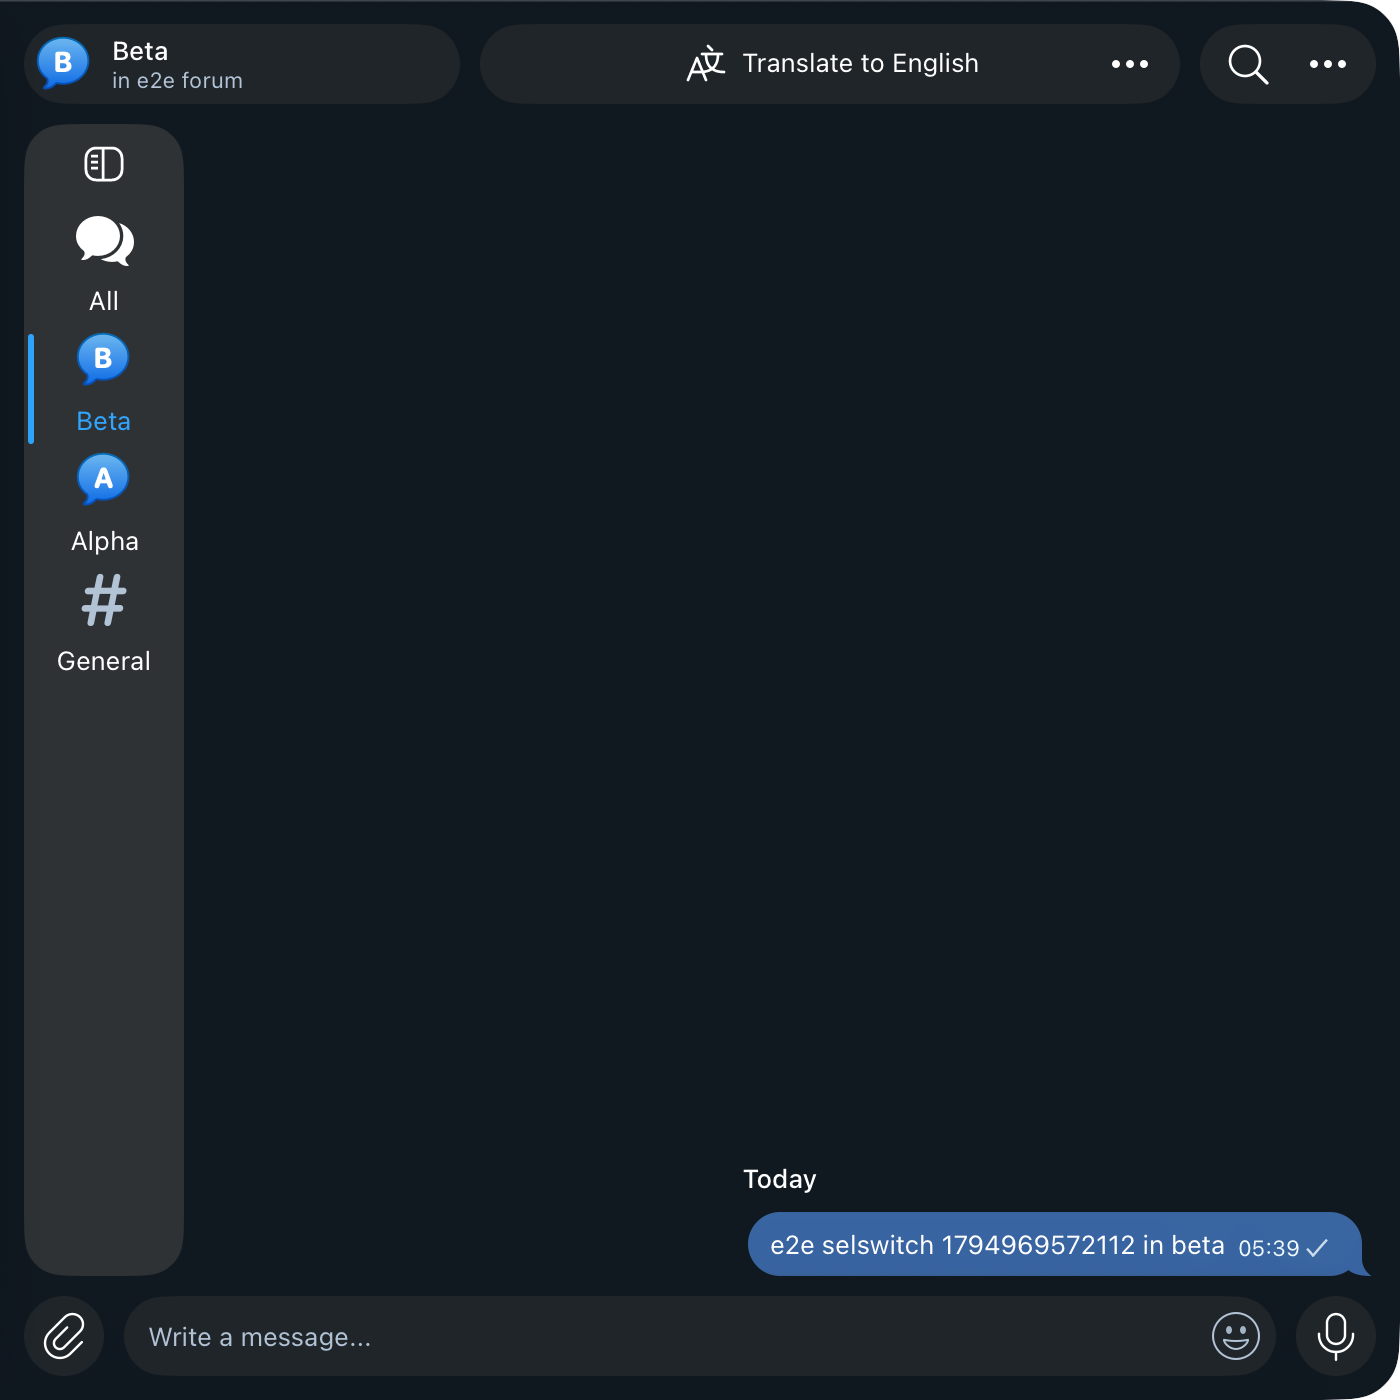 B
Beta
in e2e forum
Translate to English
All
B
Beta
A
Alpha
#
General
Today
e2e selswitch 1794969572112 in beta 05:39
Write a message...